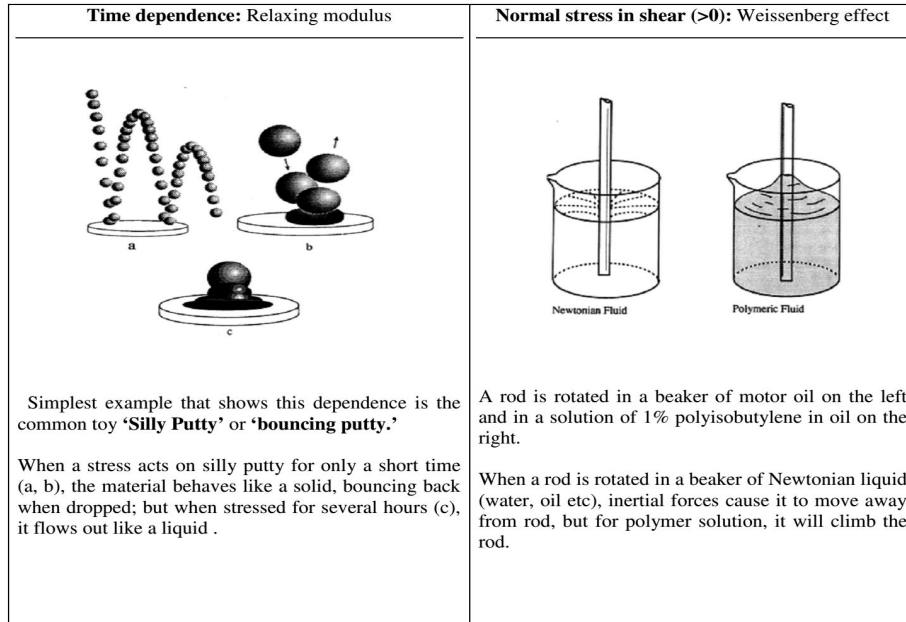 Time dependence: Relaxing modulus
a
b
c
Simplest example that shows this dependence is the
common toy ‘Silly Putty’ or ‘bouncing putty.’
When a stress acts on silly putty for only a short time
(a, b), the material behaves like a solid, bouncing back
when dropped; but when stressed for several hours (c),
it flows out like a liquid .
Normal stress in shear (>0): Weissenberg effect
Newtonian Fluid
Polymeric Fluid
A rod is rotated in a beaker of motor oil on the left
and in a solution of 1% polyisobutylene in oil on the
right.
When a rod is rotated in a beaker of Newtonian liquid
(water, oil etc), inertial forces cause it to move away
from rod, but for polymer solution, it will climb the
rod.